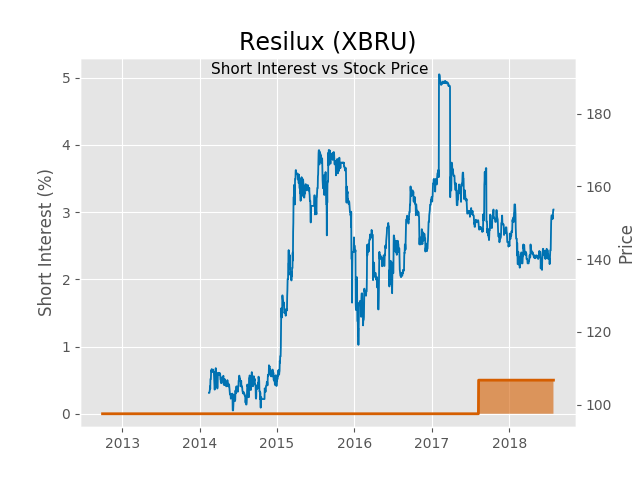 Resilux (XBRU)
Short Interest vs Stock Price
Short Interest (%)
5
4
3
2
1
0
180
160
140
120
100
Price
2013 2014 2015 2016 2017 2018